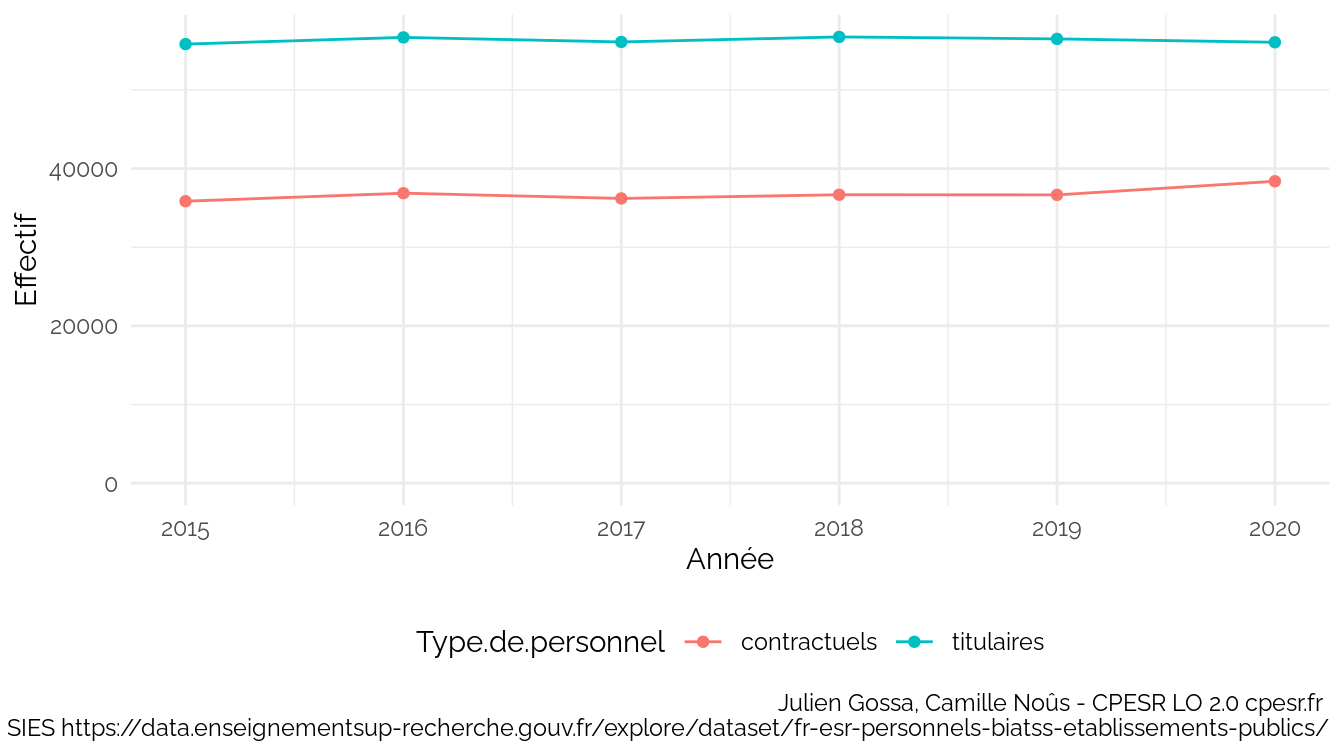 Effectif
40000
20000
0
2015 2016 2017 2018 2019 2020
Année
Type.de.personnel contractuels titulaires
Julien Gossa, Camille Noûs - CPESR LO 2.0 cpesr.fr
SIES https://data.enseignementsup-recherche.gouv.fr/explore/dataset/fr-esr-personnels-biatss-etablissements-publics/